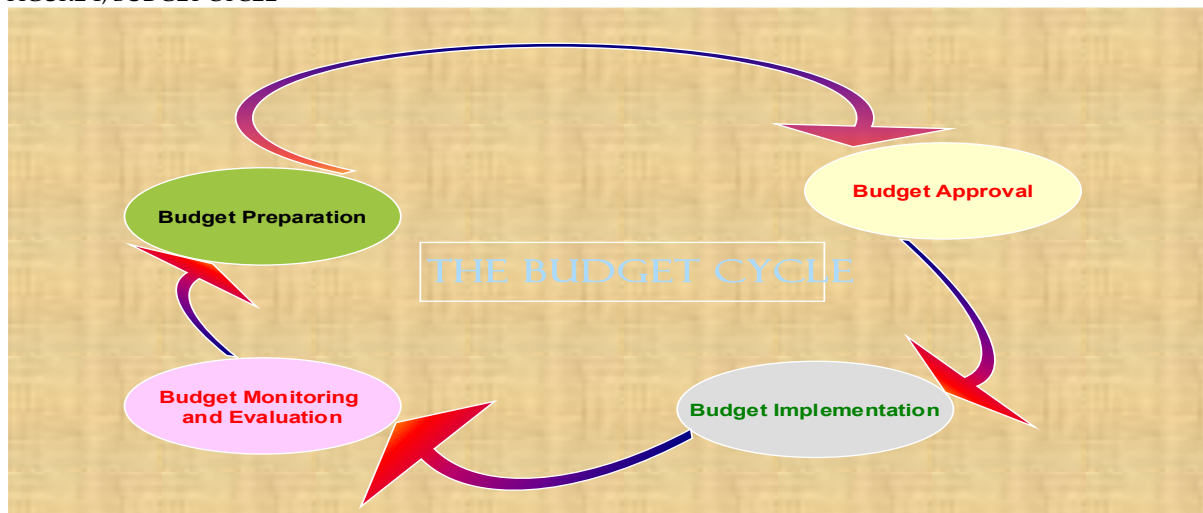 Budget Approval
Budget Preparation
THE BUDGET CYCLE
Budget Monitoring
and Evaluation
Budget Implementation